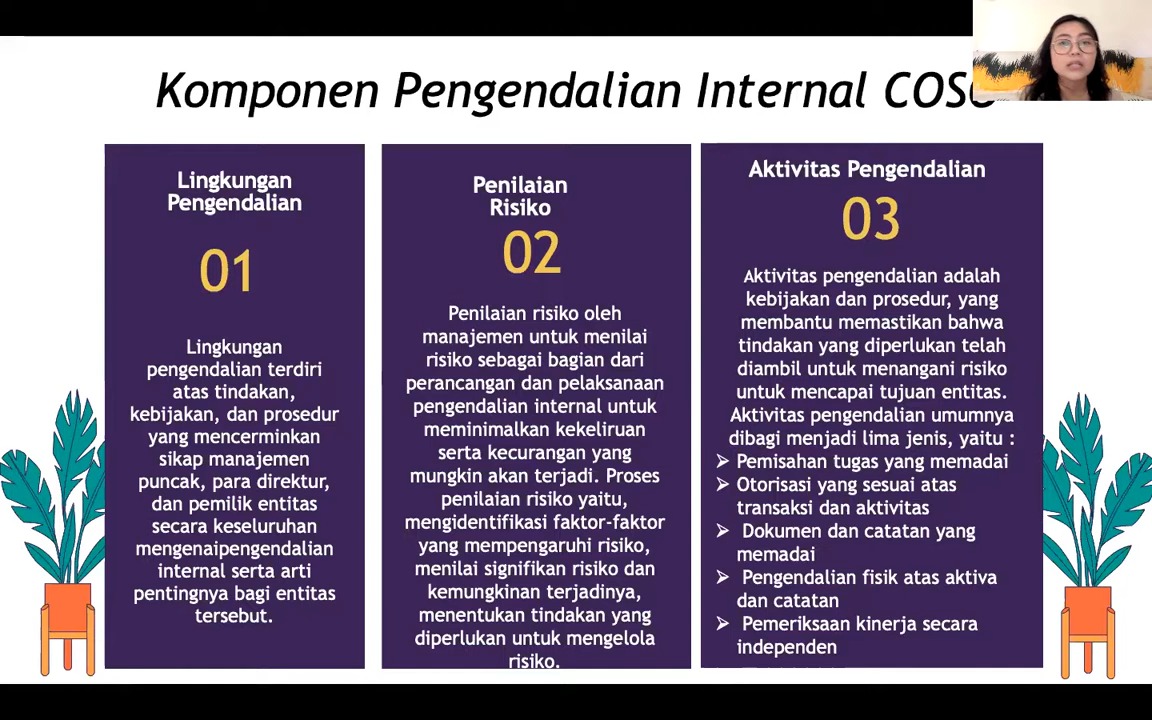 Komponen Pengendalian Internal COSO
Lingkungan
Pengendalian
01
Lingkungan
pengendalian terdiri
atas tindakan,
kebijakan, dan prosedur
yang mencerminkan
sikap manajemen
puncak, para direktur,
dan pemilik entitas
secara keseluruhan
mengenaipengendalian
internal serta arti
pentingnya bagi entitas
tersebut.
Penilaian
Risiko
02
Penilaian risiko oleh
manajemen untuk menilai
risiko sebagai bagian dari
perancangan dan pelaksanaan
pengendalian internal untuk
meminimalkan kekeliruan
serta kecurangan yang
mungkin akan terjadi. Proses
penilaian risiko yaitu,
mengidentifikasi faktor-faktor
yang mempengaruhi risiko,
menilai signifikan risiko dan
kemungkinan terjadinya,
menentukan tindakan yang
diperlukan untuk mengelola
risiko.
Aktivitas Pengendalian
03
Aktivitas pengendalian adalah
kebijakan dan prosedur, yang
membantu memastikan bahwa
tindakan yang diperlukan telah
diambil untuk menangani risiko
untuk mencapai tujuan entitas.
Aktivitas pengendalian umumnya
dibagi menjadi lima jenis, yaitu :
➢ Pemisahan tugas yang memadai
➢ Otorisasi yang sesuai atas
transaksi dan aktivitas
➢ Dokumen dan catatan yang
memadai
➢ Pengendalian fisik atas aktiva
dan catatan
➢ Pemeriksaan kinerja secara
independen